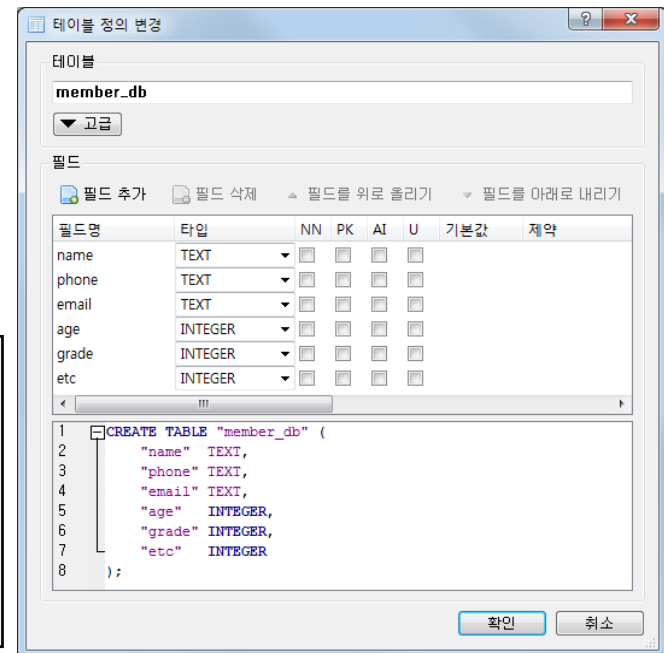 테이블 정의 변경
테이블
member_db
▼ 고급
필드
필드 추가 필드 삭제 필드를 위로 올리기 필드를 아래로 내리기
필드명 타입 NN PK AI U 기본값 제약
name TEXT
phone TEXT
email TEXT
age INTEGER
grade INTEGER
etc INTEGER
1 CREATE TABLE "member_db" (
2 "name" TEXT,
3 "phone" TEXT,
4 "email" TEXT,
5 "age" INTEGER,
6 "grade" INTEGER,
7 "etc" INTEGER
8 );
확인 취소